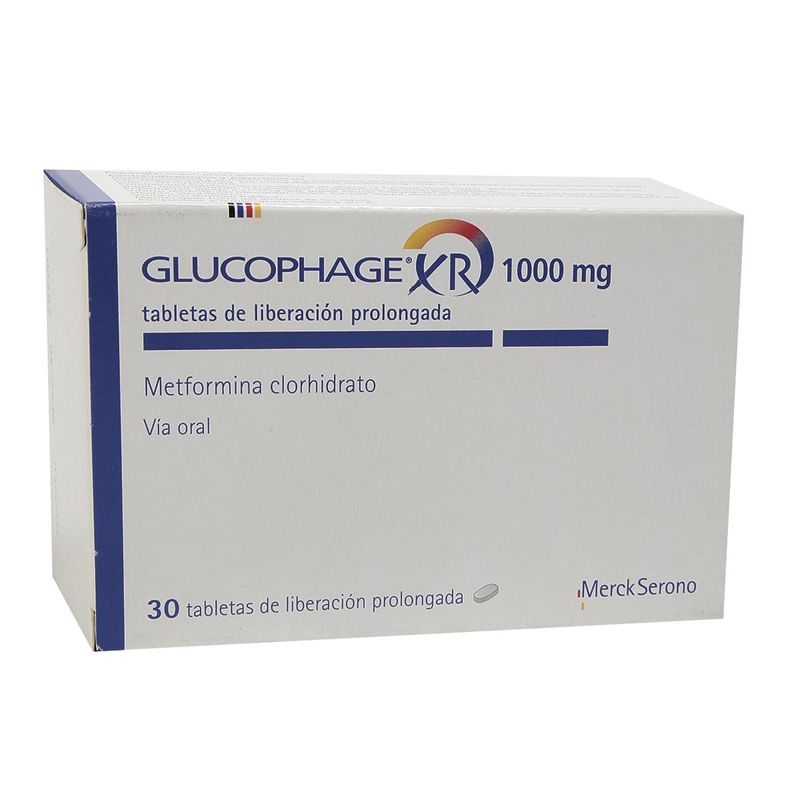 GLUCOPHAGE® XR 1000 mg
tabletas de liberación prolongada
Metformina clorhidrato
Vía oral
30 tabletas de liberación prolongada
MerckSerono